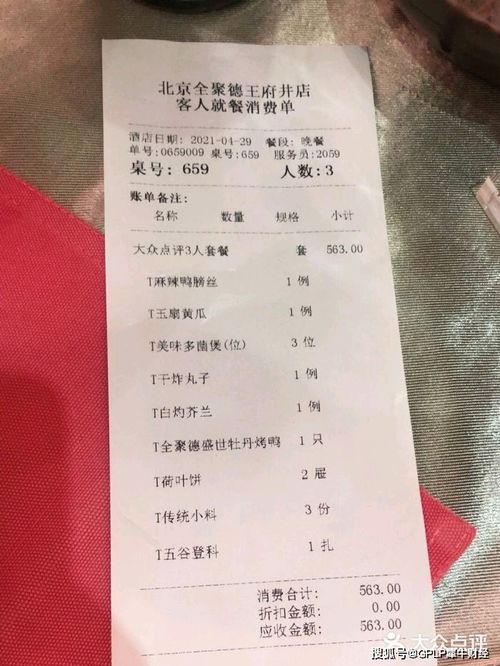 北京全聚德王府井店
客人就餐消费单
酒店日期: 2021-04-29 餐段: 晚餐
单号:0659009 桌号:659 服务员:2059
桌号: 659 人数:3
账单备注:
名称 数量 规格 小计
大众点评3人套餐 套 563.00
T麻辣鸭膀丝 1 例
T玉扇黄瓜 1 例
T美味多菌煲(位) 3 位
T干炸丸子 1 例
T白灼芥兰 1 例
T全聚德盛世牡丹烤鸭 1 只
T荷叶饼 2 屉
T传统小料 3 份
T五谷登科 1 扎
消费合计: 563.00
折扣金额: 0.00
应收金额: 563.00
大众点评
搜狐号@GPLP犀牛财经